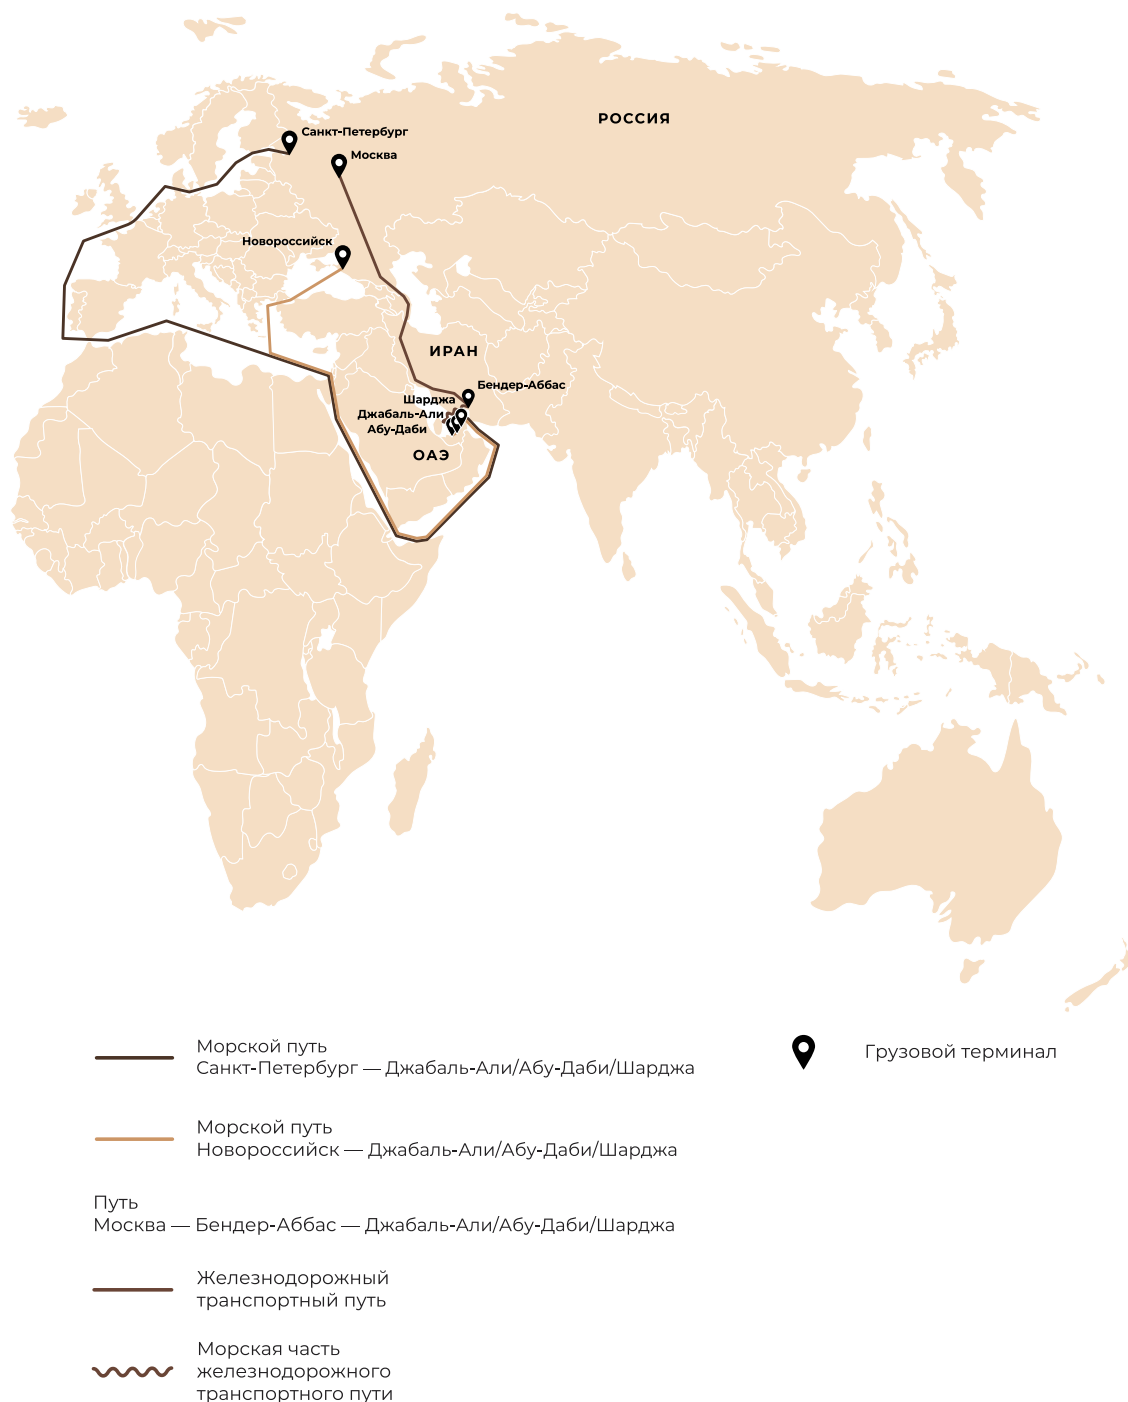 РОССИЯ
Санкт-Петербург
Москва
Новороссийск
ИРАН
Бендер-Аббас
Шарджа
Джабаль-Али
Абу-Даби
ОАЭ
Морской путь
Санкт-Петербург — Джабаль-Али/Абу-Даби/Шарджа
Грузовой терминал
Морской путь
Новороссийск — Джабаль-Али/Абу-Даби/Шарджа
Путь
Москва — Бендер-Аббас — Джабаль-Али/Абу-Даби/Шарджа
Железнодорожный
транспортный путь
Морская часть
железнодорожного
транспортного пути